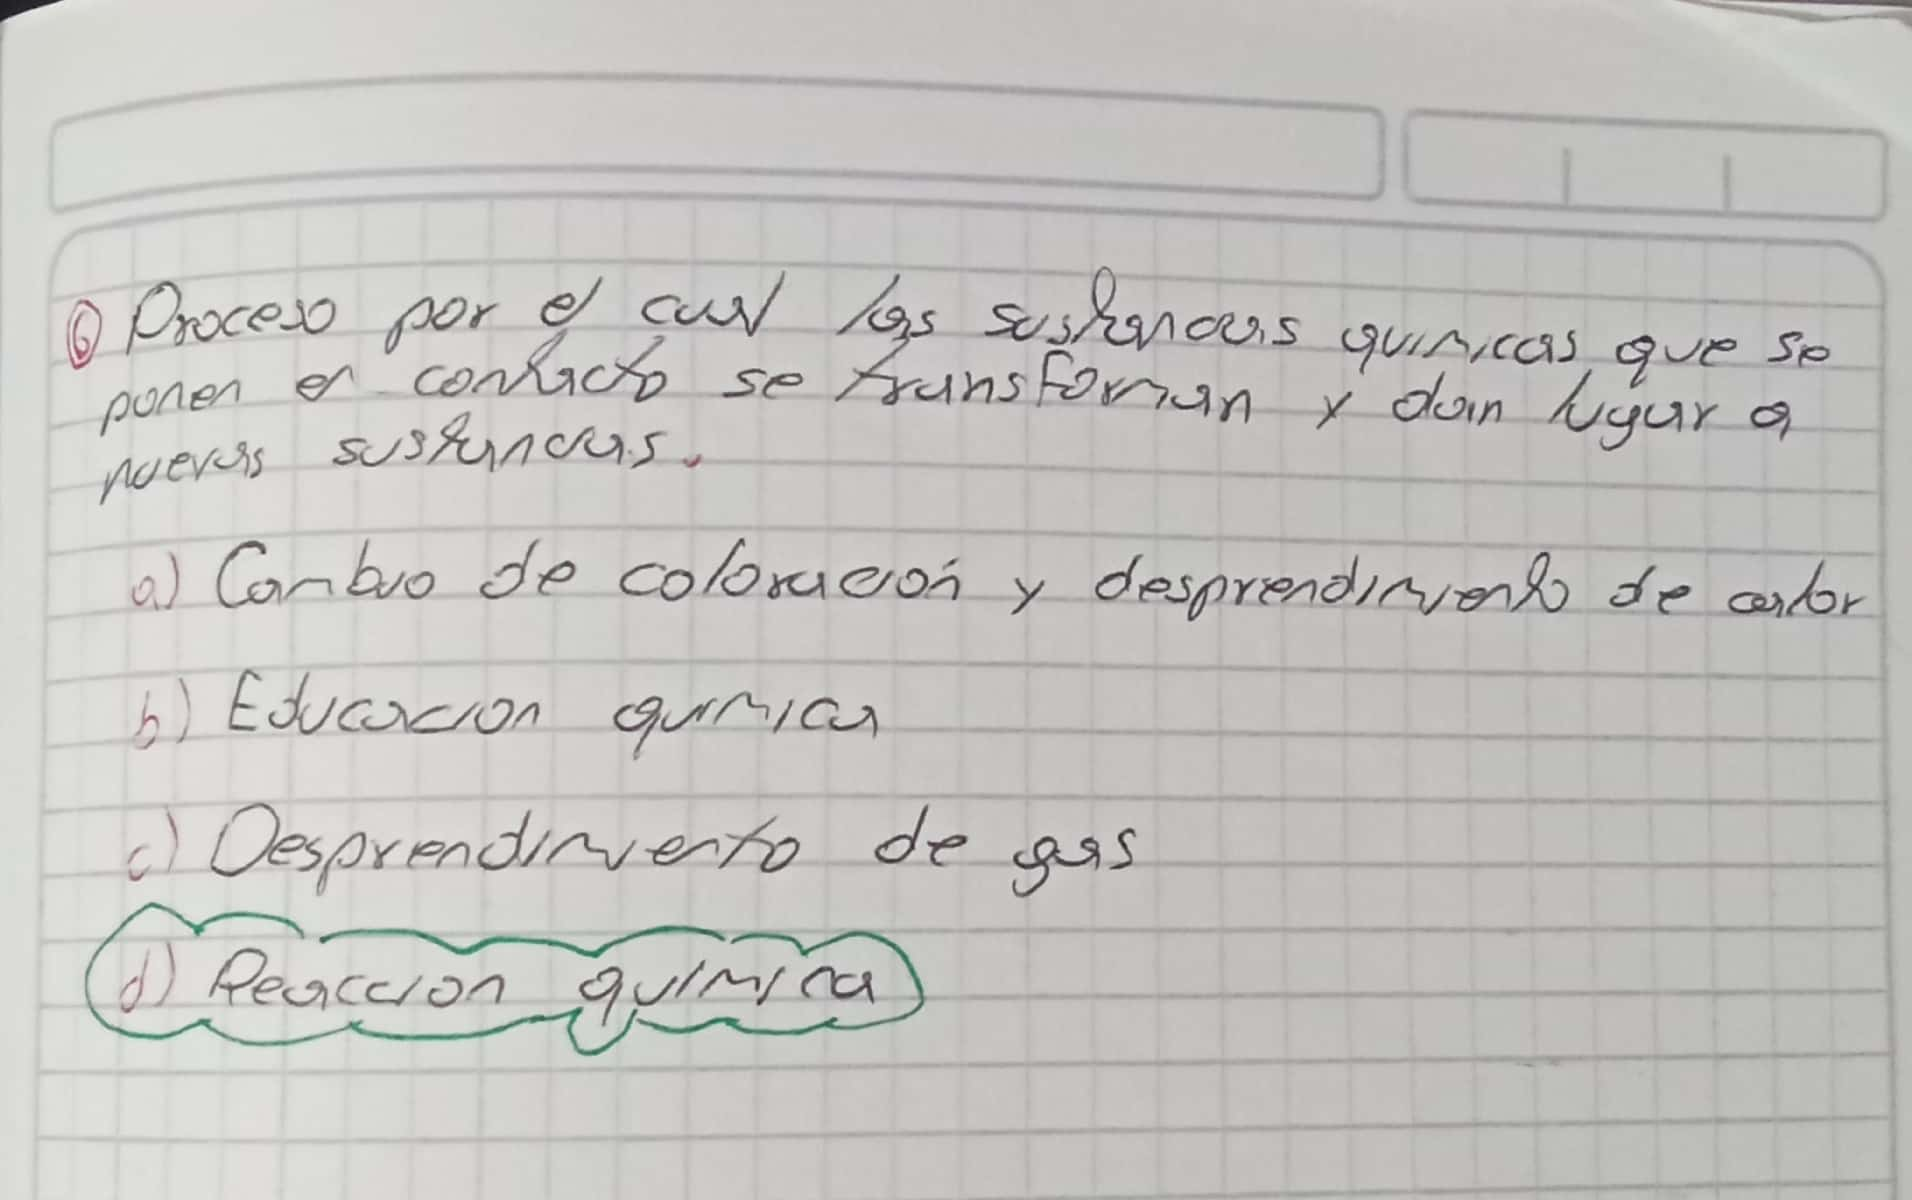 6 Proceso por el cual las sustancias quimicas que se
ponen en contacto se transforman y dan lugar a
nuevas sustancias.
a) Cambio de coloración y desprendimiento de calor
b) Educacion quimica
c) Desprendimiento de gas
d) Reaccion quimica